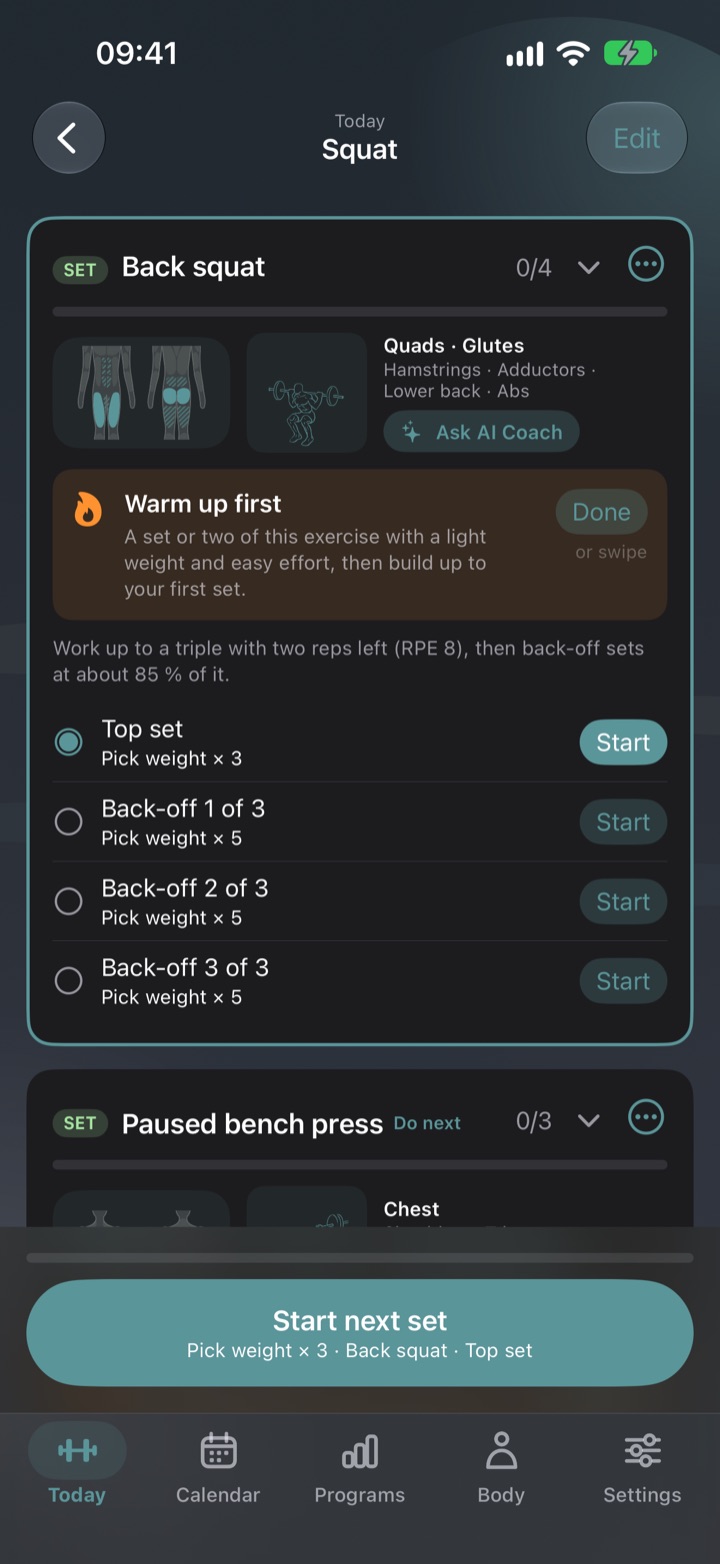 09:41
Today
Squat
Edit
SET Back squat 0/4
Quads · Glutes
Hamstrings · Adductors ·
Lower back · Abs
Ask AI Coach
Warm up first
Done
A set or two of this exercise with a light
weight and easy effort, then build up to
your first set.
or swipe
Work up to a triple with two reps left (RPE 8), then back-off sets
at about 85 % of it.
Top set
Pick weight × 3
Start
Back-off 1 of 3
Pick weight × 5
Start
Back-off 2 of 3
Pick weight × 5
Start
Back-off 3 of 3
Pick weight × 5
Start
SET Paused bench press Do next 0/3
Chest
Start next set
Pick weight × 3 · Back squat · Top set
Today Calendar Programs Body Settings